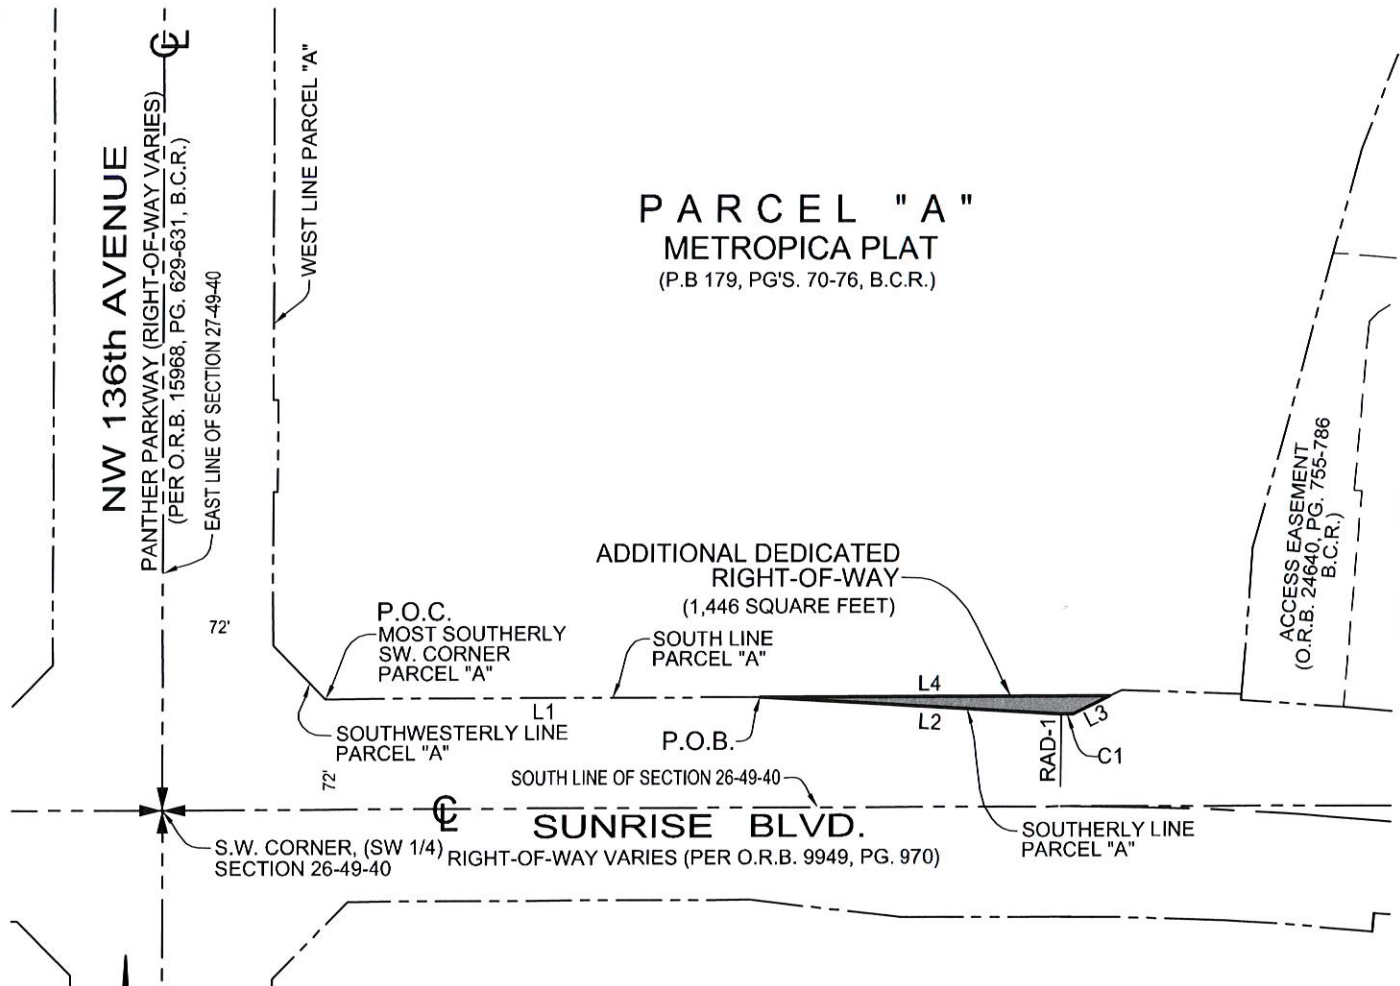 ℄
NW 136th AVENUE
PANTHER PARKWAY (RIGHT-OF-WAY VARIES)
(PER O.R.B. 15968, PG. 629-631, B.C.R.)
EAST LINE OF SECTION 27-49-40
WEST LINE PARCEL "A"
PARCEL "A"
METROPICA PLAT
(P.B 179, PG'S. 70-76, B.C.R.)
ACCESS EASEMENT
(O.R.B. 24640, PG. 755-786
B.C.R.)
ADDITIONAL DEDICATED
RIGHT-OF-WAY
(1,446 SQUARE FEET)
72'
P.O.C.
MOST SOUTHERLY
SW. CORNER
PARCEL "A"
SOUTH LINE
PARCEL "A"
L4
L1
L2
L3
SOUTHWESTERLY LINE
PARCEL "A"
P.O.B.
RAD-1
C1
72'
SOUTH LINE OF SECTION 26-49-40
℄
SUNRISE BLVD.
RIGHT-OF-WAY VARIES (PER O.R.B. 9949, PG. 970)
SOUTHERLY LINE
PARCEL "A"
S.W. CORNER, (SW 1/4)
SECTION 26-49-40